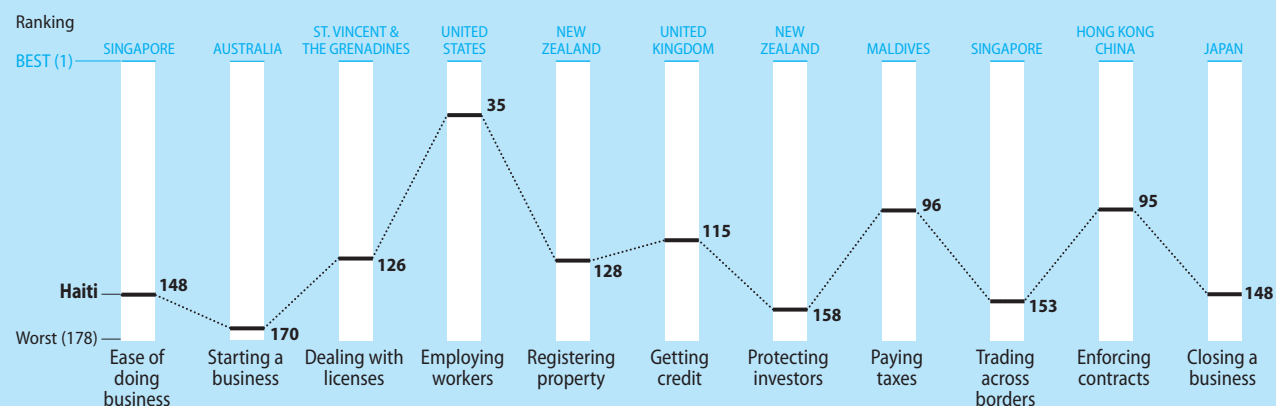 Ranking
BEST (1)
SINGAPORE
AUSTRALIA
ST. VINCENT &
THE GRENADINES
UNITED
STATES
NEW
ZEALAND
UNITED
KINGDOM
NEW
ZEALAND
MALDIVES
SINGAPORE
HONG KONG
CHINA
JAPAN
Haiti
148
170
126
35
128
115
158
96
153
95
148
Worst (178)
Ease of
doing
business
Starting a
business
Dealing with
licenses
Employing
workers
Registering
property
Getting
credit
Protecting
investors
Paying
taxes
Trading
across
borders
Enforcing
contracts
Closing a
business